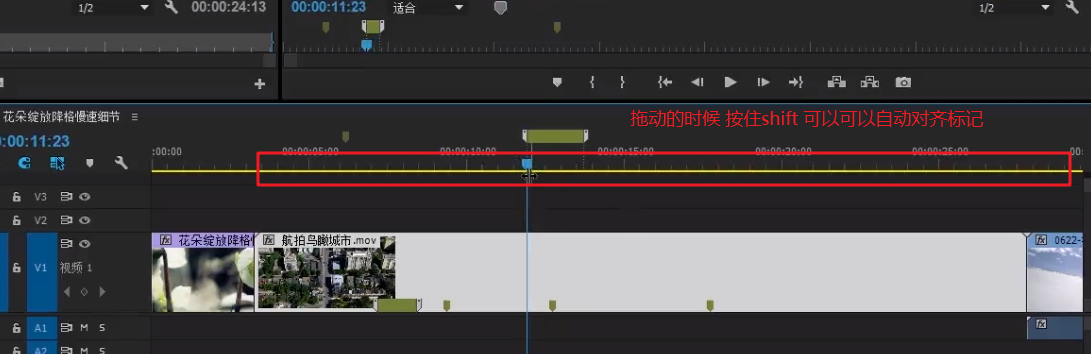 1/2
00:00:24:13
00:00:11:23
适合
1/2
花朵绽放降格慢速细节
拖动的时候 按住shift 可以可以自动对齐标记
:00:11:23
:00:00
00:00:05:00
00:00:10:00
00:00:15:00
00:00:20:00
00:00:25:00
00:
V3
V2
fx 花朵绽放降格慢
fx 航拍鸟瞰城市.mov
fx 0622-
V1
视频 1
A1 M S
fx
A2 M S